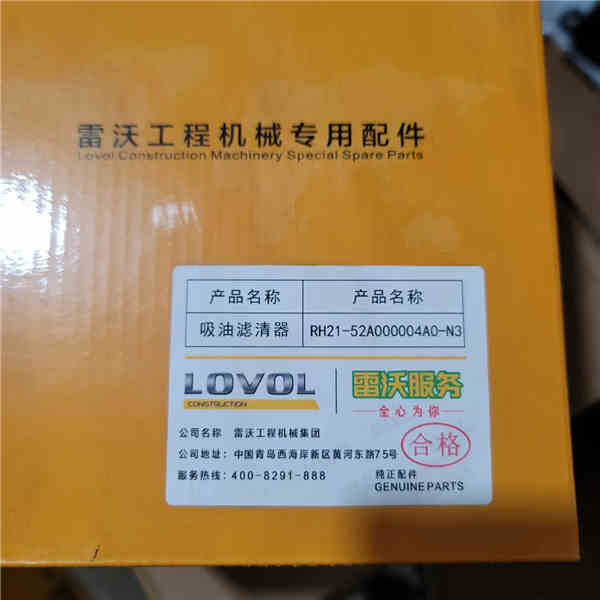 雷沃工程机械专用配件
Lovol Construction Machinery Special Spare Parts
产品名称 产品名称
吸油滤清器 RH21-52A000004A0-N3
LOVOL 雷沃服务
CONSTRUCTION 全心为你
公司名称 雷沃工程机械集团
公司地址: 中国青岛西海岸新区黄河东路75号
合格
服务热线: 400-8291-888 纯正配件
GENUINE PARTS